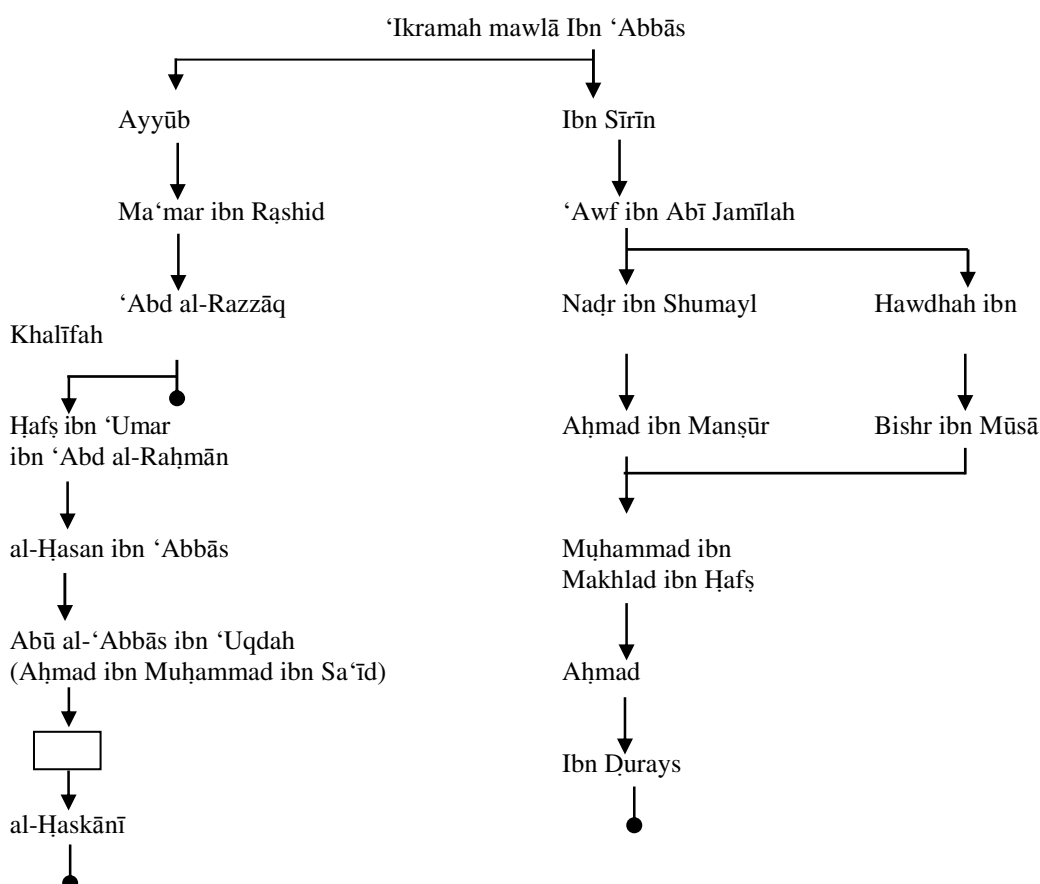 ‘Ikramah mawlā Ibn ‘Abbās
Ayyūb
Ibn Sīrīn
Ma‘mar ibn Rạshid
‘Awf ibn Abī Jamīlah
‘Abd al-Razzāq
Naḍr ibn Shumayl
Hawdhah ibn
Khalīfah
Ḥafṣ ibn ‘Umar
ibn ‘Abd al-Raḥmān
Aḥmad ibn Manṣūr
Bishr ibn Mūsā
al-Ḥasan ibn ‘Abbās
Mụhammad ibn
Makhlad ibn Ḥafṣ
Abū al-‘Abbās ibn ‘Uqdah
(Aḥmad ibn Muḥammad ibn Sa‘īd)
Aḥmad
Ibn Ḍurays
al-Ḥaskānī